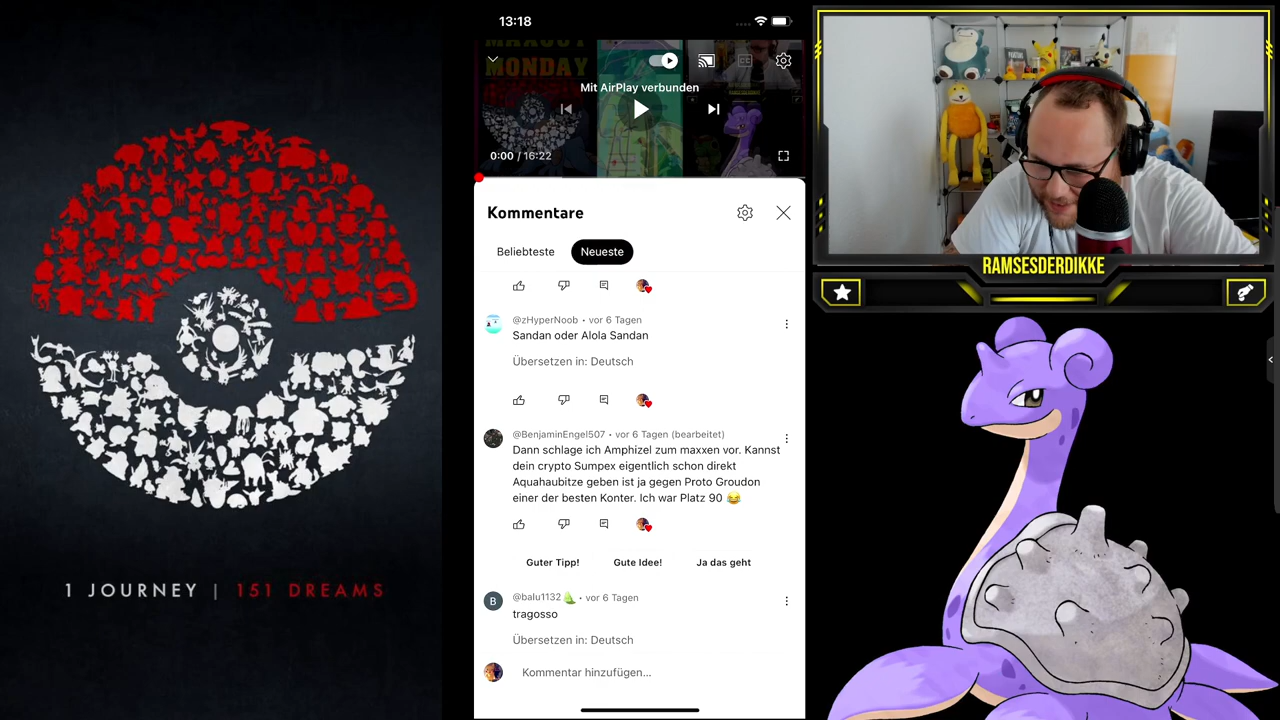 1 JOURNEY | 151 DREAMS
13:18
MAXOUT
MONDAY
Mit AirPlay verbunden
CC
0:00 / 16:22
Kommentare
Beliebteste
Neueste
@zHyperNoob • vor 6 Tagen
Sandan oder Alola Sandan
Übersetzen in: Deutsch
@BenjaminEngel507 • vor 6 Tagen (bearbeitet)
Dann schlage ich Amphizel zum maxxen vor. Kannst
dein crypto Sumpex eigentlich schon direkt
Aquahaubitze geben ist ja gegen Proto Groudon
einer der besten Konter. Ich war Platz 90 😂
Guter Tipp!
Gute Idee!
Ja das geht
B
@balu1132 • vor 6 Tagen
tragosso
Übersetzen in: Deutsch
Kommentar hinzufügen...
RAMSESDERDIKKE